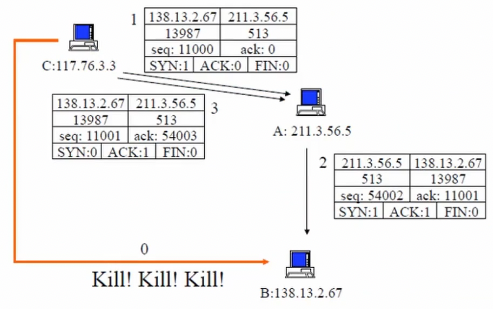 1
138.13.2.67 211.3.56.5
13987 513
seq: 11000 ack: 0
SYN:1 ACK:0 FIN:0
C:117.76.3.3
3
138.13.2.67 211.3.56.5
13987 513
seq: 11001 ack: 54003
SYN:0 ACK:1 FIN:0
A: 211.3.56.5
2
211.3.56.5 138.13.2.67
513 13987
seq: 54002 ack: 11001
SYN:1 ACK:1 FIN:0
0
Kill! Kill! Kill!
B:138.13.2.67